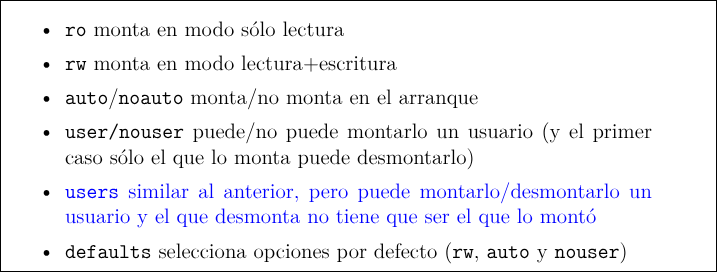 • ro monta en modo sólo lectura
• rw monta en modo lectura+escritura
• auto/noauto monta/no monta en el arranque
• user/nouser puede/no puede montarlo un usuario (y el primer
caso sólo el que lo monta puede desmontarlo)
• users similar al anterior, pero puede montarlo/desmontarlo un
usuario y el que desmonta no tiene que ser el que lo montó
• defaults selecciona opciones por defecto (rw, auto y nouser)